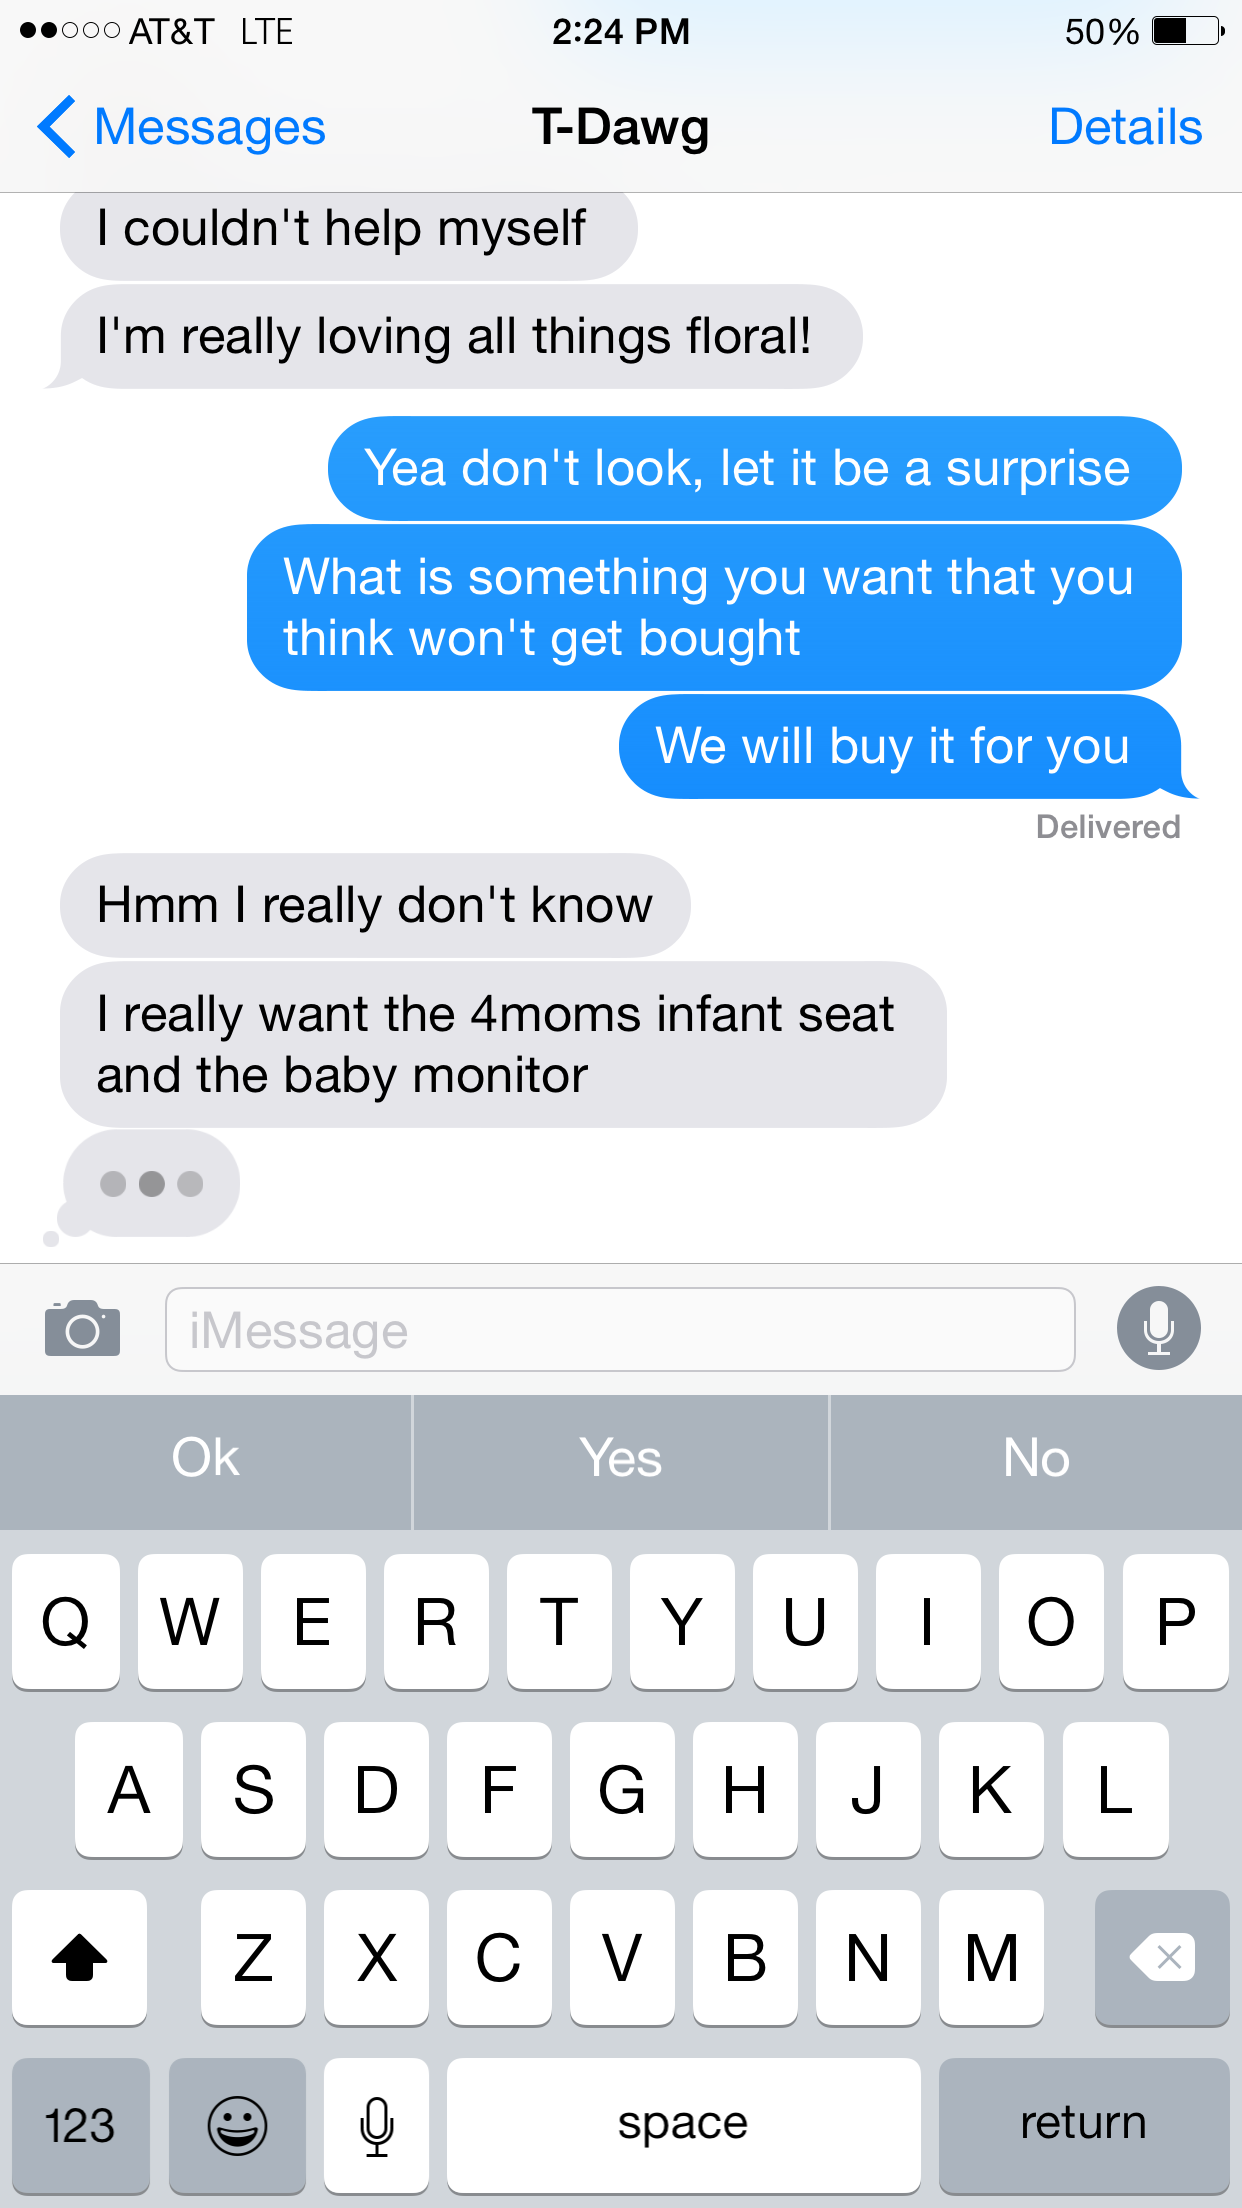 AT&T LTE 2:24 PM 50%
Messages T-Dawg Details
I couldn't help myself
I'm really loving all things floral!
Yea don't look, let it be a surprise
What is something you want that you
think won't get bought
We will buy it for you
Delivered
Hmm I really don't know
I really want the 4moms infant seat
and the baby monitor
iMessage
Ok Yes No
Q W E R T Y U I O P
A S D F G H J K L
Z X C V B N M
123 space return